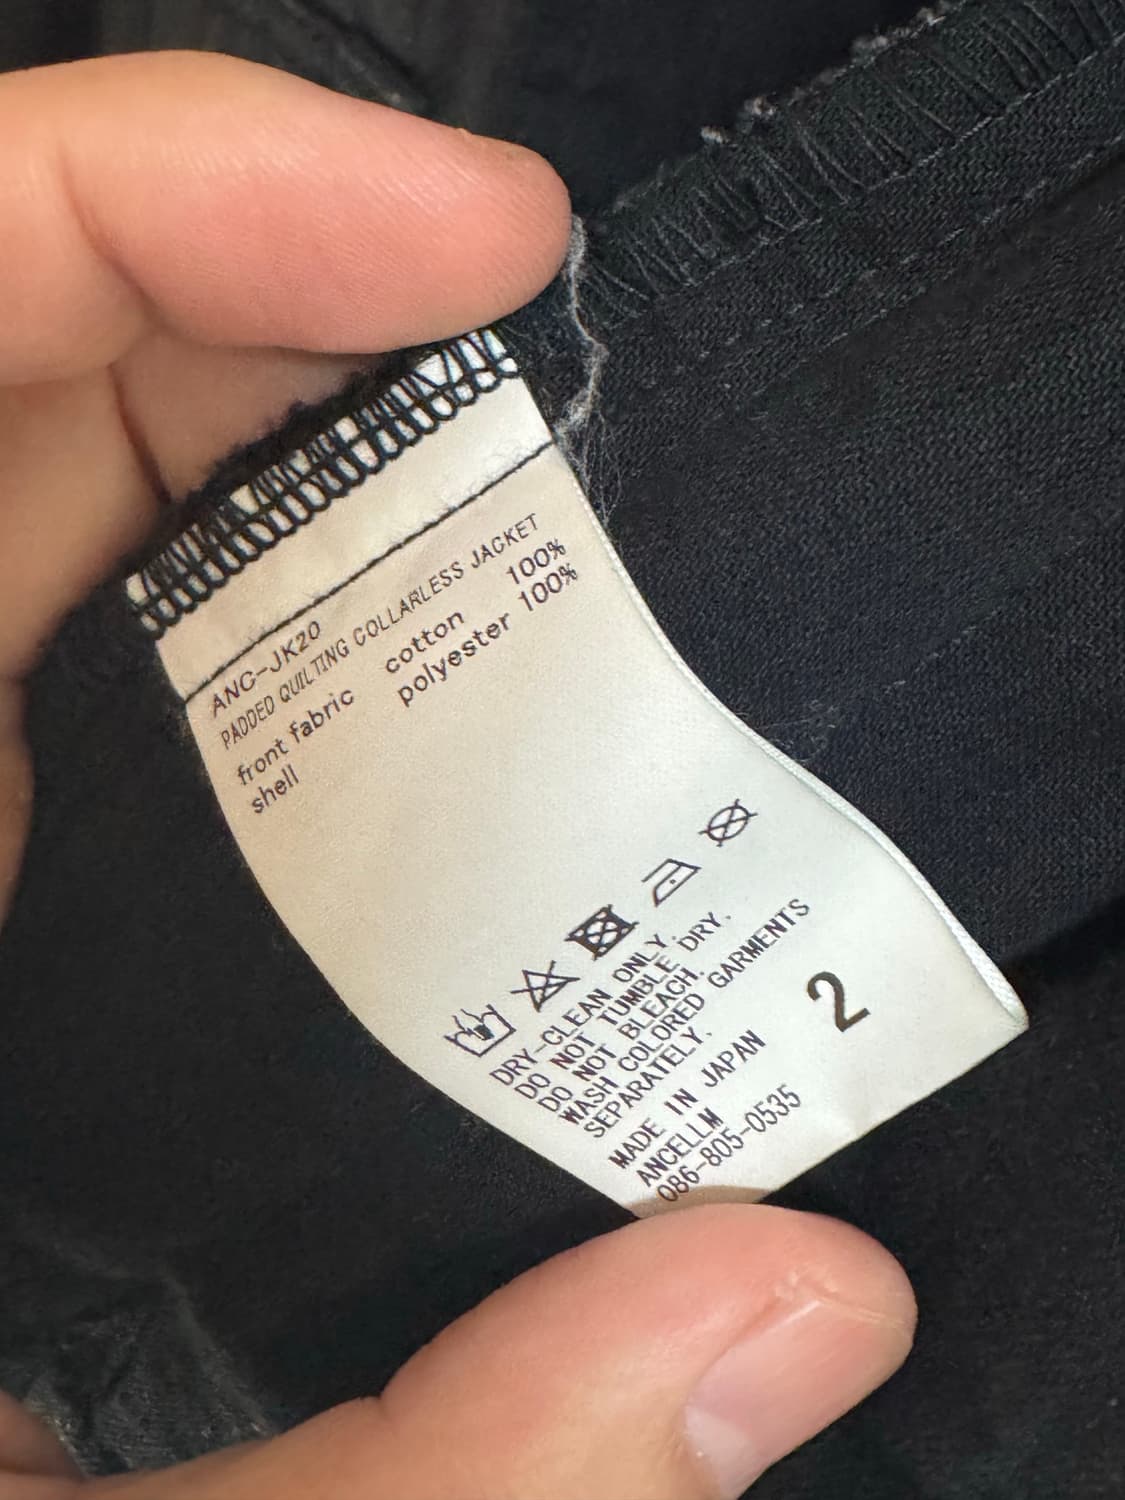 ANC-JK20
PADDED QUILTING COLLARLESS JACKET
front fabric cotton 100%
shell polyester 100%
DRY-CLEAN ONLY.
DO NOT TUMBLE DRY.
DO NOT BLEACH.
WASH COLORED GARMENTS
SEPARATELY.
MADE IN JAPAN
ANCELLM
086-805-0535
2